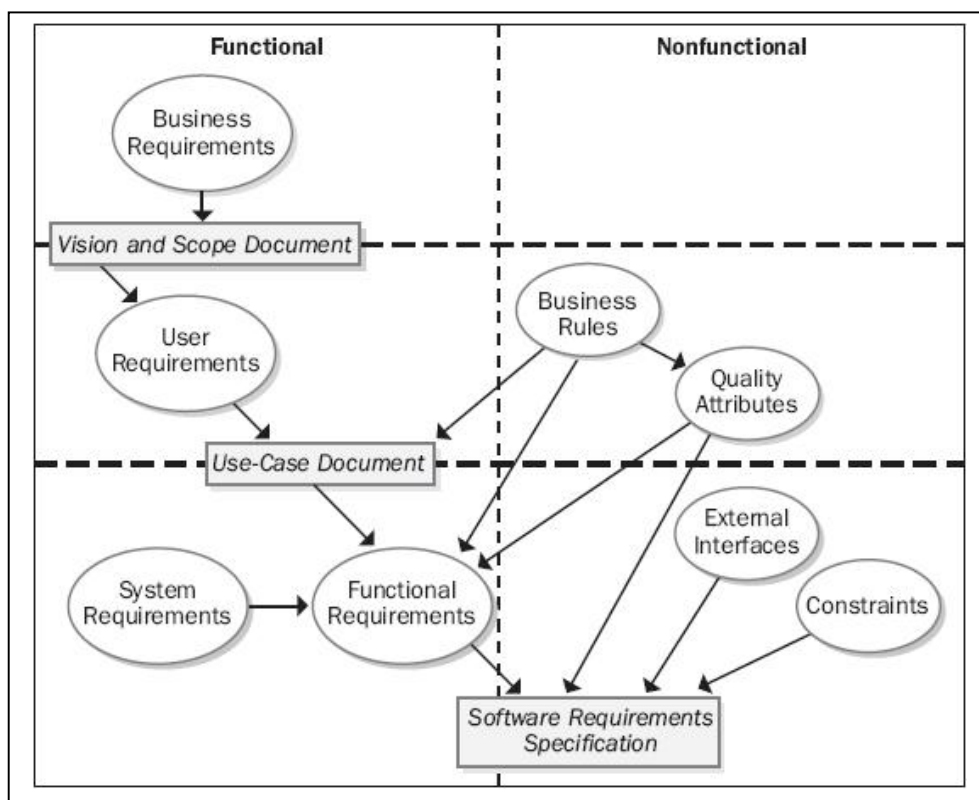 Functional
Nonfunctional
Business
Requirements
Vision and Scope Document
User
Requirements
Business
Rules
Quality
Attributes
Use-Case Document
System
Requirements
Functional
Requirements
External
Interfaces
Constraints
Software Requirements
Specification